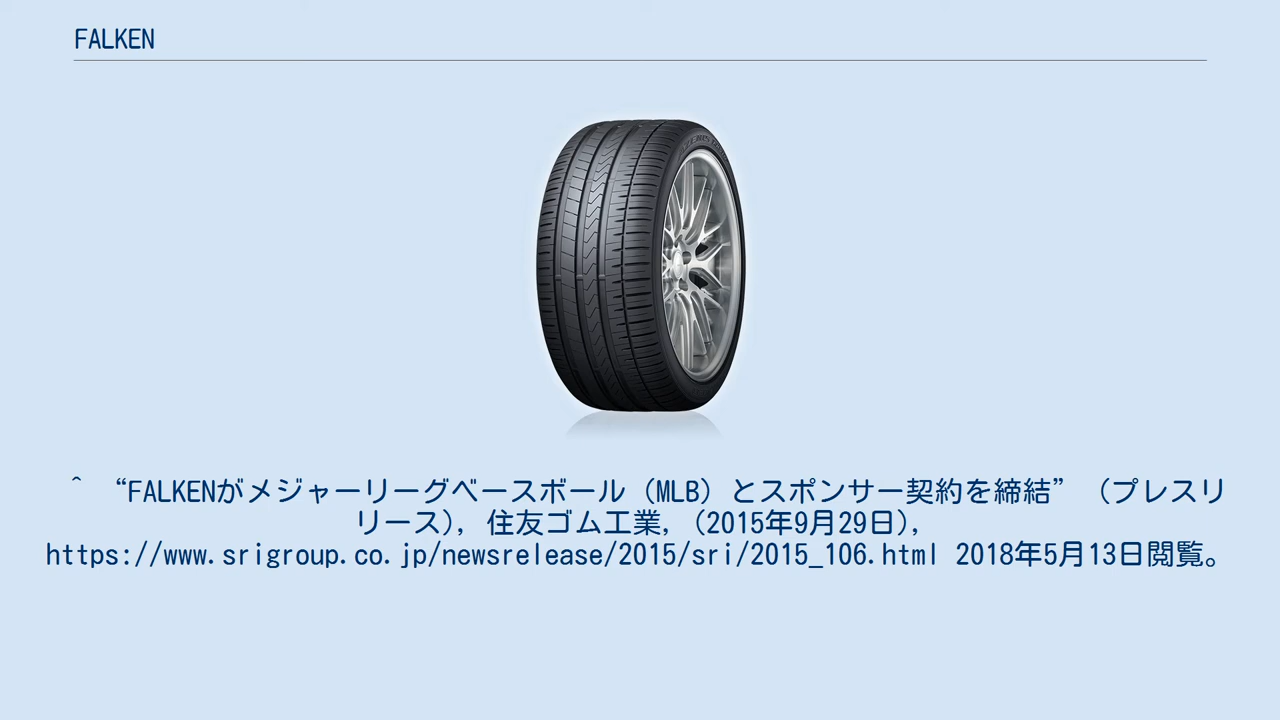 FALKEN
^ “FALKENがメジャーリーグベースボール（MLB）とスポンサー契約を締結” （プレスリ
リース), 住友ゴム工業, (2015年9月29日),
https://www.srigroup.co.jp/newsrelease/2015/sri/2015_106.html 2018年5月13日閲覧。